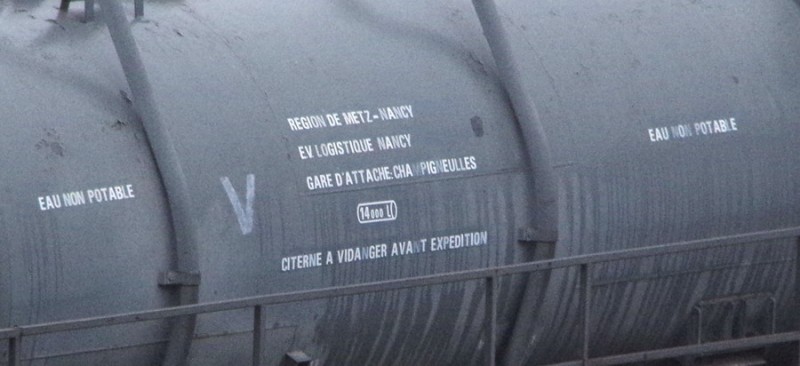 REGION DE METZ-NANCY
EV LOGISTIQUE NANCY
GARE D'ATTACHE:CHAMPIGNEULLES
14000 L
CITERNE A VIDANGER AVANT EXPEDITION
EAU NON POTABLE
V
EAU NON POTABLE